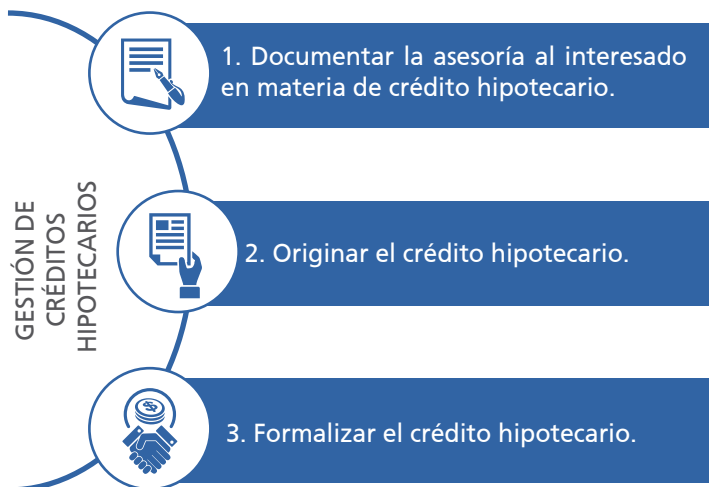 GESTIÓN DE
CRÉDITOS
HIPOTECARIOS
1. Documentar la asesoría al interesado
en materia de crédito hipotecario.
2. Originar el crédito hipotecario.
3. Formalizar el crédito hipotecario.